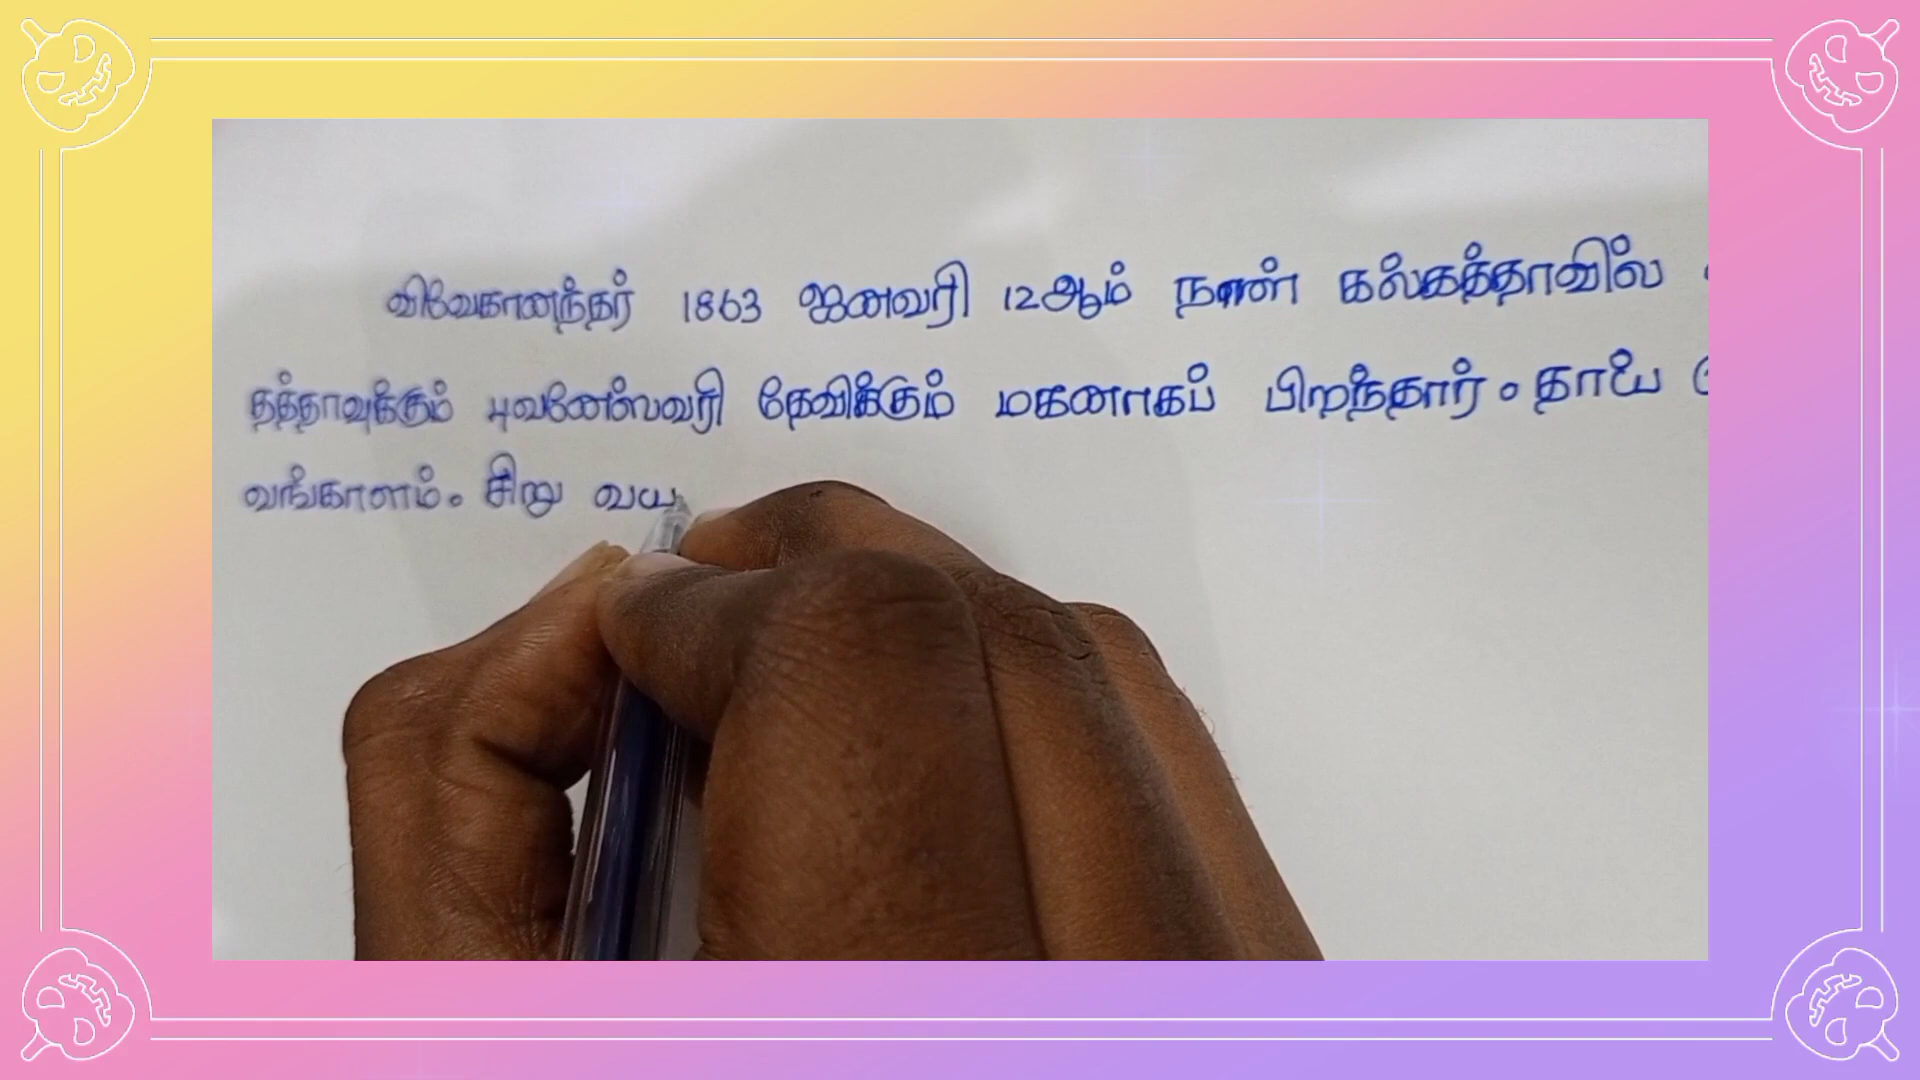 விவேகானந்தர் 1863 ஜனவரி 12ஆம் நாள் கல்கத்தாவில்
தத்தாவுக்கும் புவனேஸ்வரி தேவிக்கும் மகனாகப் பிறந்தார். தாய்
வங்காளம். சிறு வய